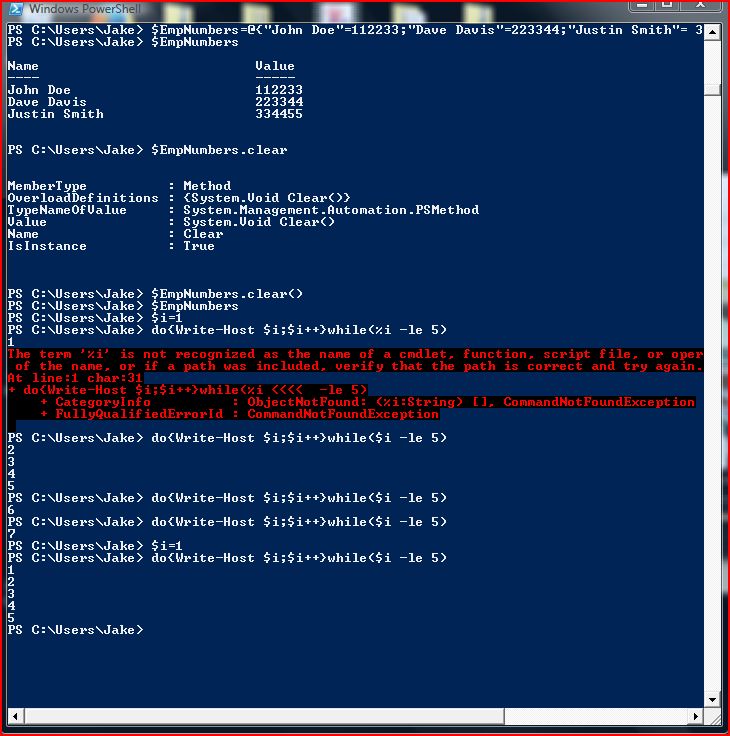 Windows PowerShell
PS C:\Users\Jake> $EmpNumbers=@{"John Doe"=112233;"Dave Davis"=223344;"Justin Smith"= 3
PS C:\Users\Jake> $EmpNumbers
Name Value
---- -----
John Doe 112233
Dave Davis 223344
Justin Smith 334455
PS C:\Users\Jake> $EmpNumbers.clear
MemberType : Method
OverloadDefinitions : {System.Void Clear()}
TypeNameOfValue : System.Management.Automation.PSMethod
Value : System.Void Clear()
Name : Clear
IsInstance : True
PS C:\Users\Jake> $EmpNumbers.clear()
PS C:\Users\Jake> $EmpNumbers
PS C:\Users\Jake> $i=1
PS C:\Users\Jake> do{Write-Host $i;$i++}while(%i -le 5)
1
The term '%i' is not recognized as the name of a cmdlet, function, script file, or oper
 of the name, or if a path was included, verify that the path is correct and try again.
At line:1 char:31
+ do{Write-Host $i;$i++}while(%i <<<<  -le 5)
    + CategoryInfo : ObjectNotFound: (%i:String) [], CommandNotFoundException
    + FullyQualifiedErrorId : CommandNotFoundException
PS C:\Users\Jake> do{Write-Host $i;$i++}while($i -le 5)
2
3
4
5
PS C:\Users\Jake> do{Write-Host $i;$i++}while($i -le 5)
6
PS C:\Users\Jake> do{Write-Host $i;$i++}while($i -le 5)
7
PS C:\Users\Jake> $i=1
PS C:\Users\Jake> do{Write-Host $i;$i++}while($i -le 5)
1
2
3
4
5
PS C:\Users\Jake>